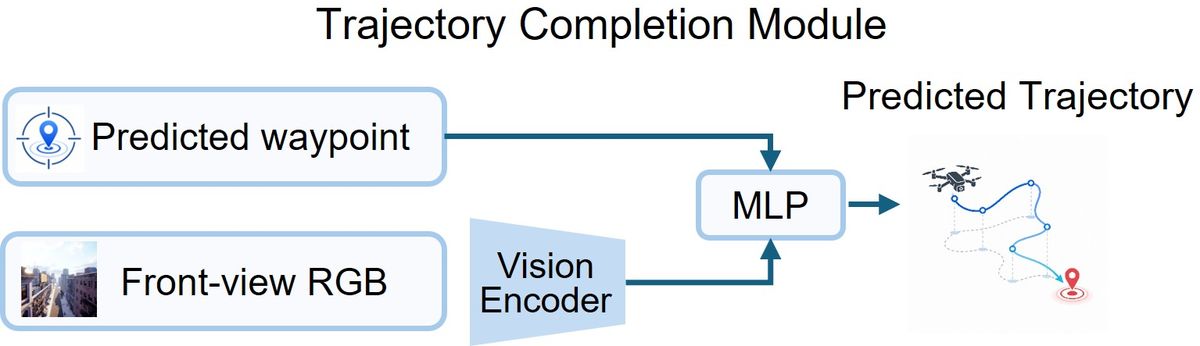 Trajectory Completion Module
Predicted waypoint
Predicted Trajectory
MLP
Front-view RGB
Vision
Encoder